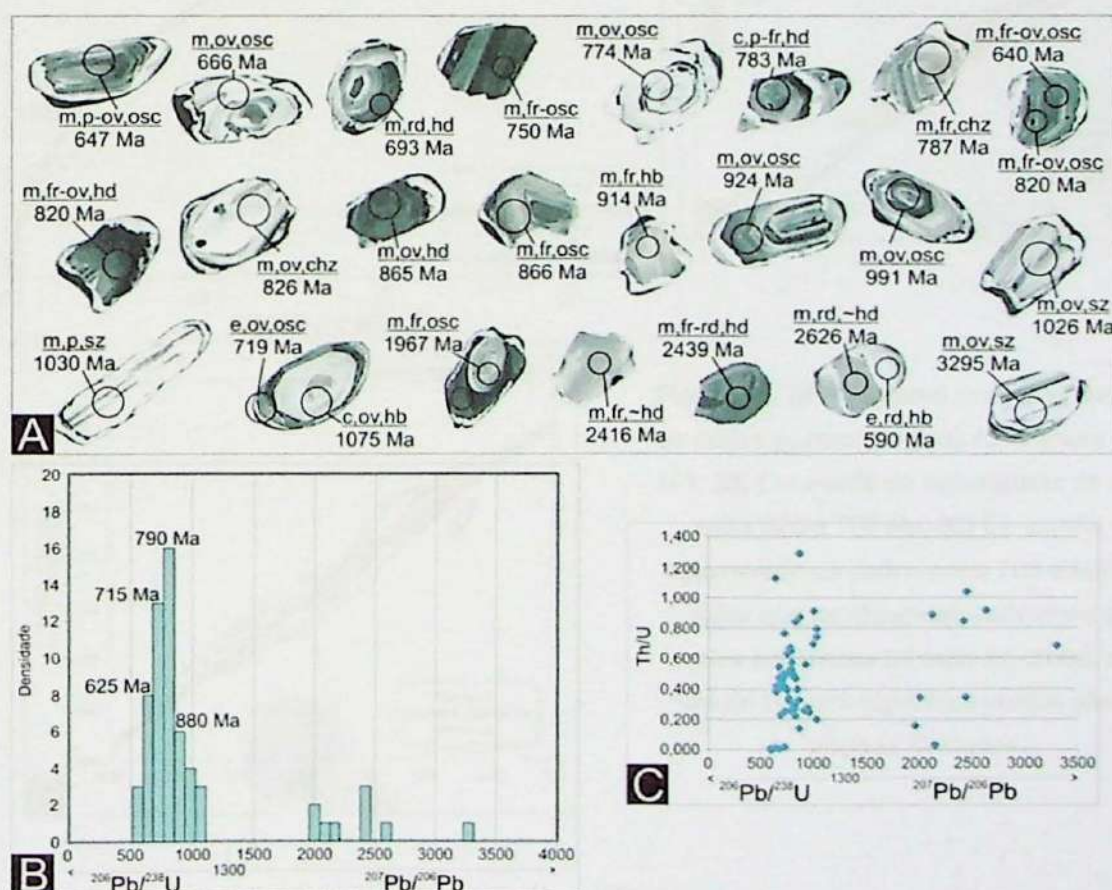 m,p-ov,osc
647 Ma
m,ov,osc
666 Ma
m,rd,hd
693 Ma
m,fr-osc
750 Ma
m,ov,osc
774 Ma
c,p-fr,hd
783 Ma
m,fr,chz
787 Ma
m,fr-ov,osc
640 Ma
m,fr-ov,osc
820 Ma
m,fr-ov,hd
820 Ma
m,ov,chz
826 Ma
m,ov,hd
865 Ma
m,fr,osc
866 Ma
m,fr,hb
914 Ma
m,ov,osc
924 Ma
m,ov,osc
991 Ma
m,ov,sz
1026 Ma
m,p,sz
1030 Ma
e,ov,osc
719 Ma
c,ov,hb
1075 Ma
m,fr,osc
1967 Ma
m,fr,~hd
2416 Ma
m,fr-rd,hd
2439 Ma
m,rd,~hd
2626 Ma
e,rd,hb
590 Ma
m,ov,sz
3295 Ma
A
20
18
16
14
12
10
8
6
4
2
0
Densidade
790 Ma
715 Ma
625 Ma
880 Ma
0 500 1000 1500 2000 2500 3000 3500 4000
< 1300 >
²⁰⁶Pb/²³⁸U ²⁰⁷Pb/²⁰⁶Pb
B
1,400
1,200
1,000
0,800
0,600
0,400
0,200
0,000
Th/U
0 500 1000 1500 2000 2500 3000 3500
< 1300 >
²⁰⁶Pb/²³⁸U ²⁰⁷Pb/²⁰⁶Pb
C